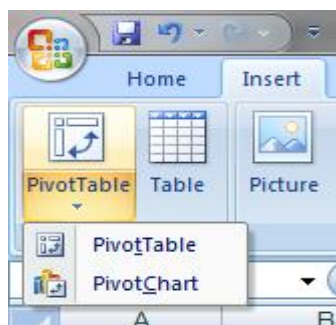 Home Insert
PivotTable Table Picture
PivotTable
PivotChart
A B